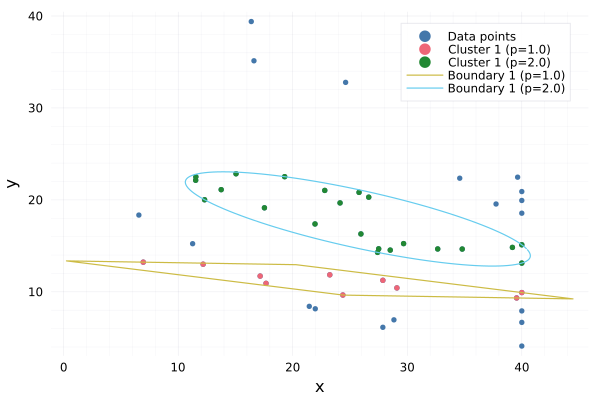 40
30
20
10
0
10
20
30
40
x
y
Data points
Cluster 1 (p=1.0)
Cluster 1 (p=2.0)
Boundary 1 (p=1.0)
Boundary 1 (p=2.0)